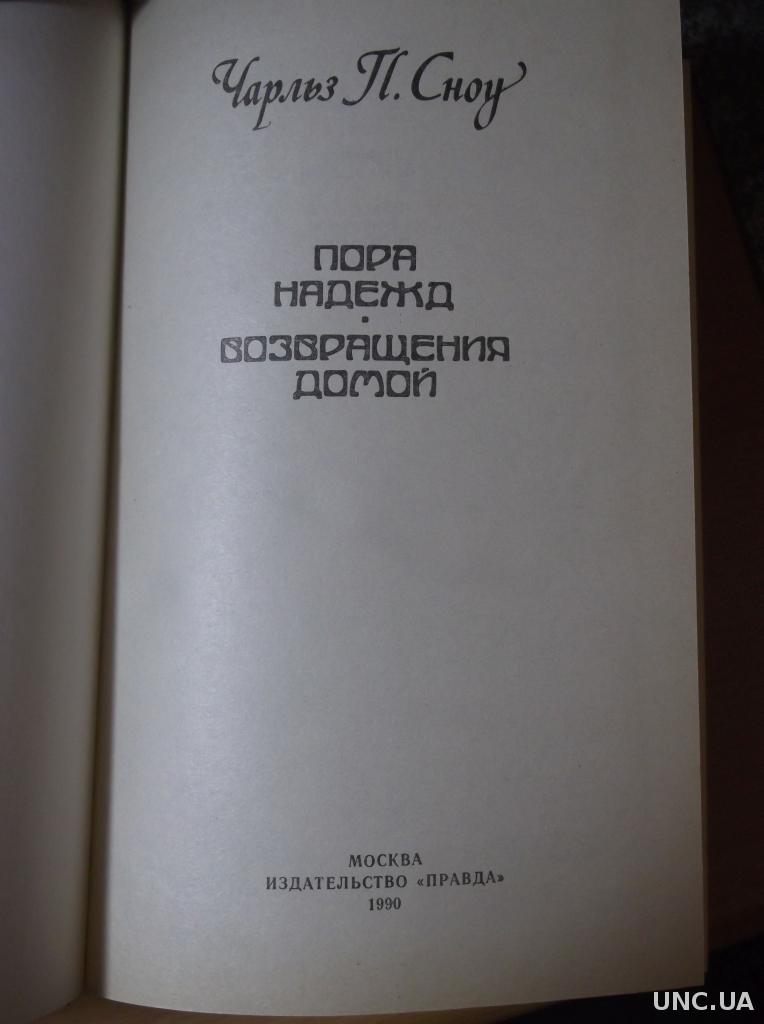 Чарльз П. Сноу
ПОРА
НАДЕЖД
·
ВОЗВРАЩЕНИЯ
ДОМОЙ
МОСКВА
ИЗДАТЕЛЬСТВО «ПРАВДА»
1990
UNC.UA